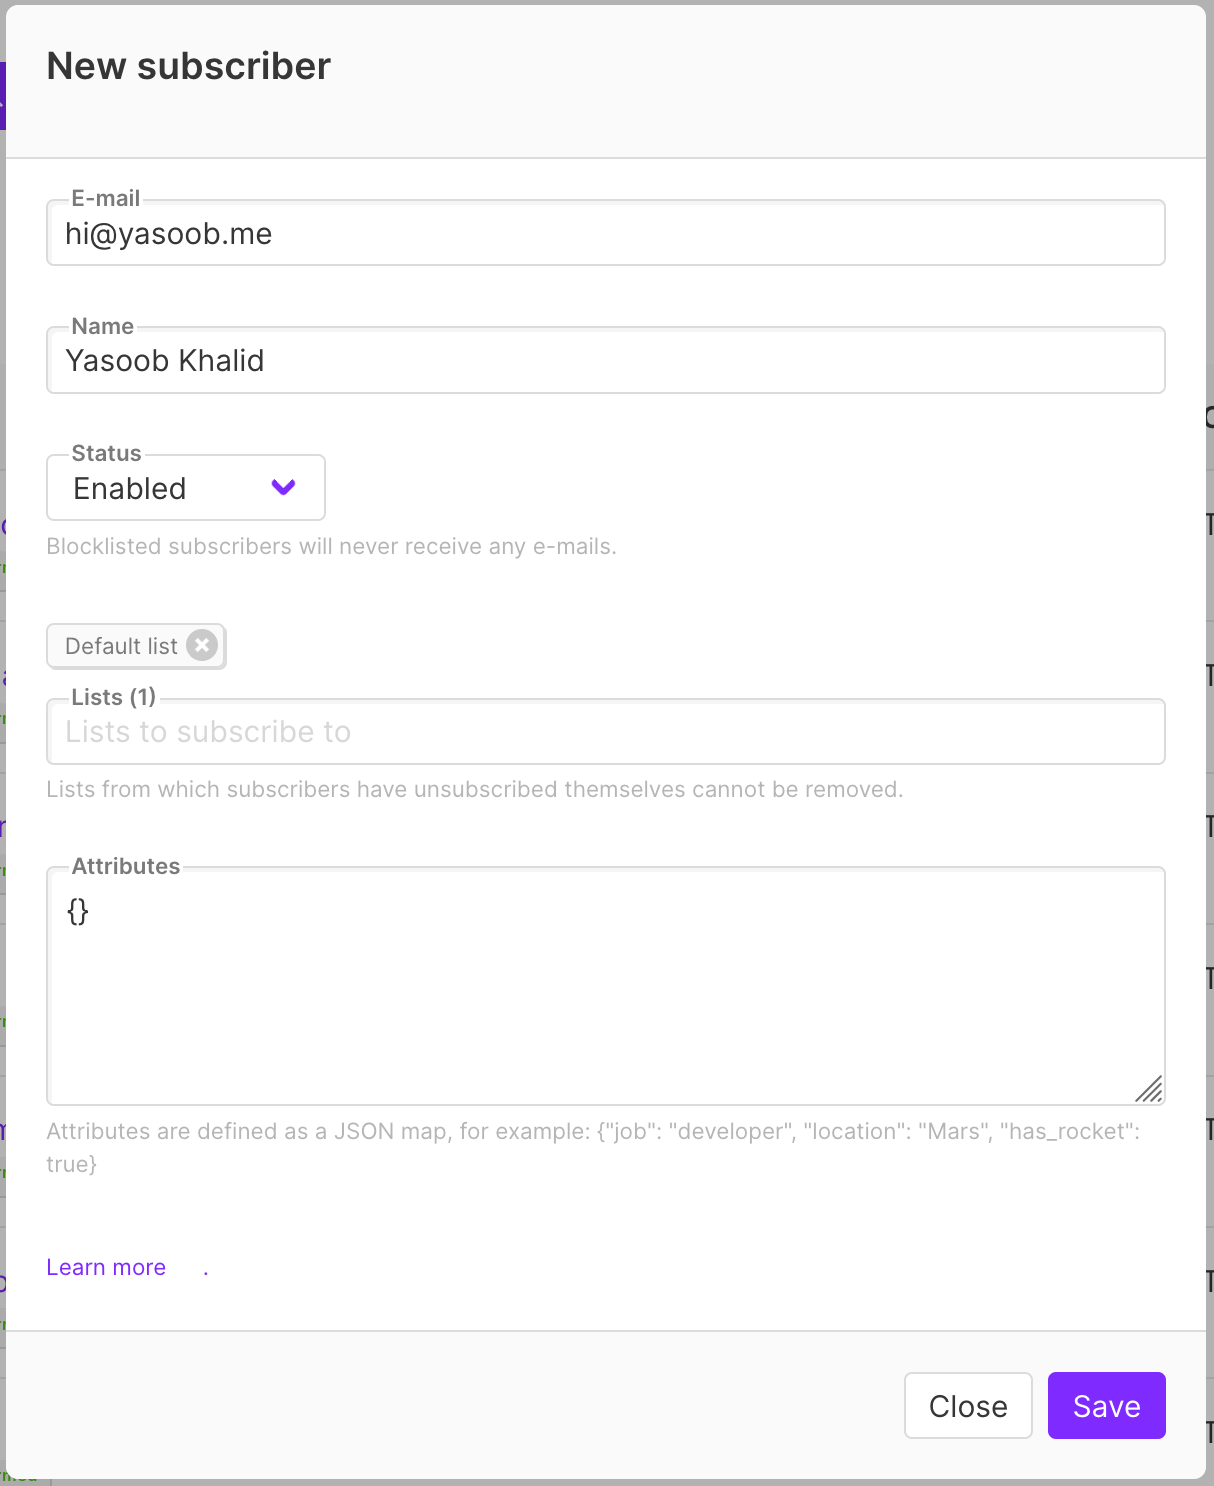 New subscriber
E-mail
hi@yasoob.me
Name
Yasoob Khalid
Status
Enabled
Blocklisted subscribers will never receive any e-mails.
Default list
Lists (1)
Lists to subscribe to
Lists from which subscribers have unsubscribed themselves cannot be removed.
Attributes
{}
Attributes are defined as a JSON map, for example: {"job": "developer", "location": "Mars", "has_rocket":
true}
Learn more .
Close Save